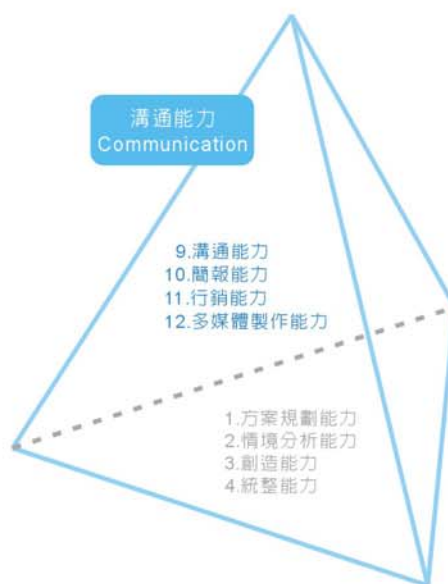 溝通能力
Communication
9.溝通能力
10.簡報能力
11.行銷能力
12.多媒體製作能力
1.方案規劃能力
2.情境分析能力
3.創造能力
4.統整能力